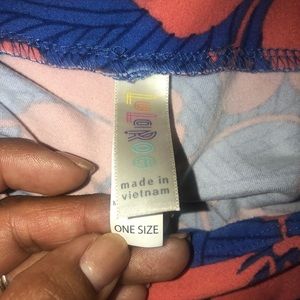 LuLaRoe
made in
vietnam
ONE SIZE